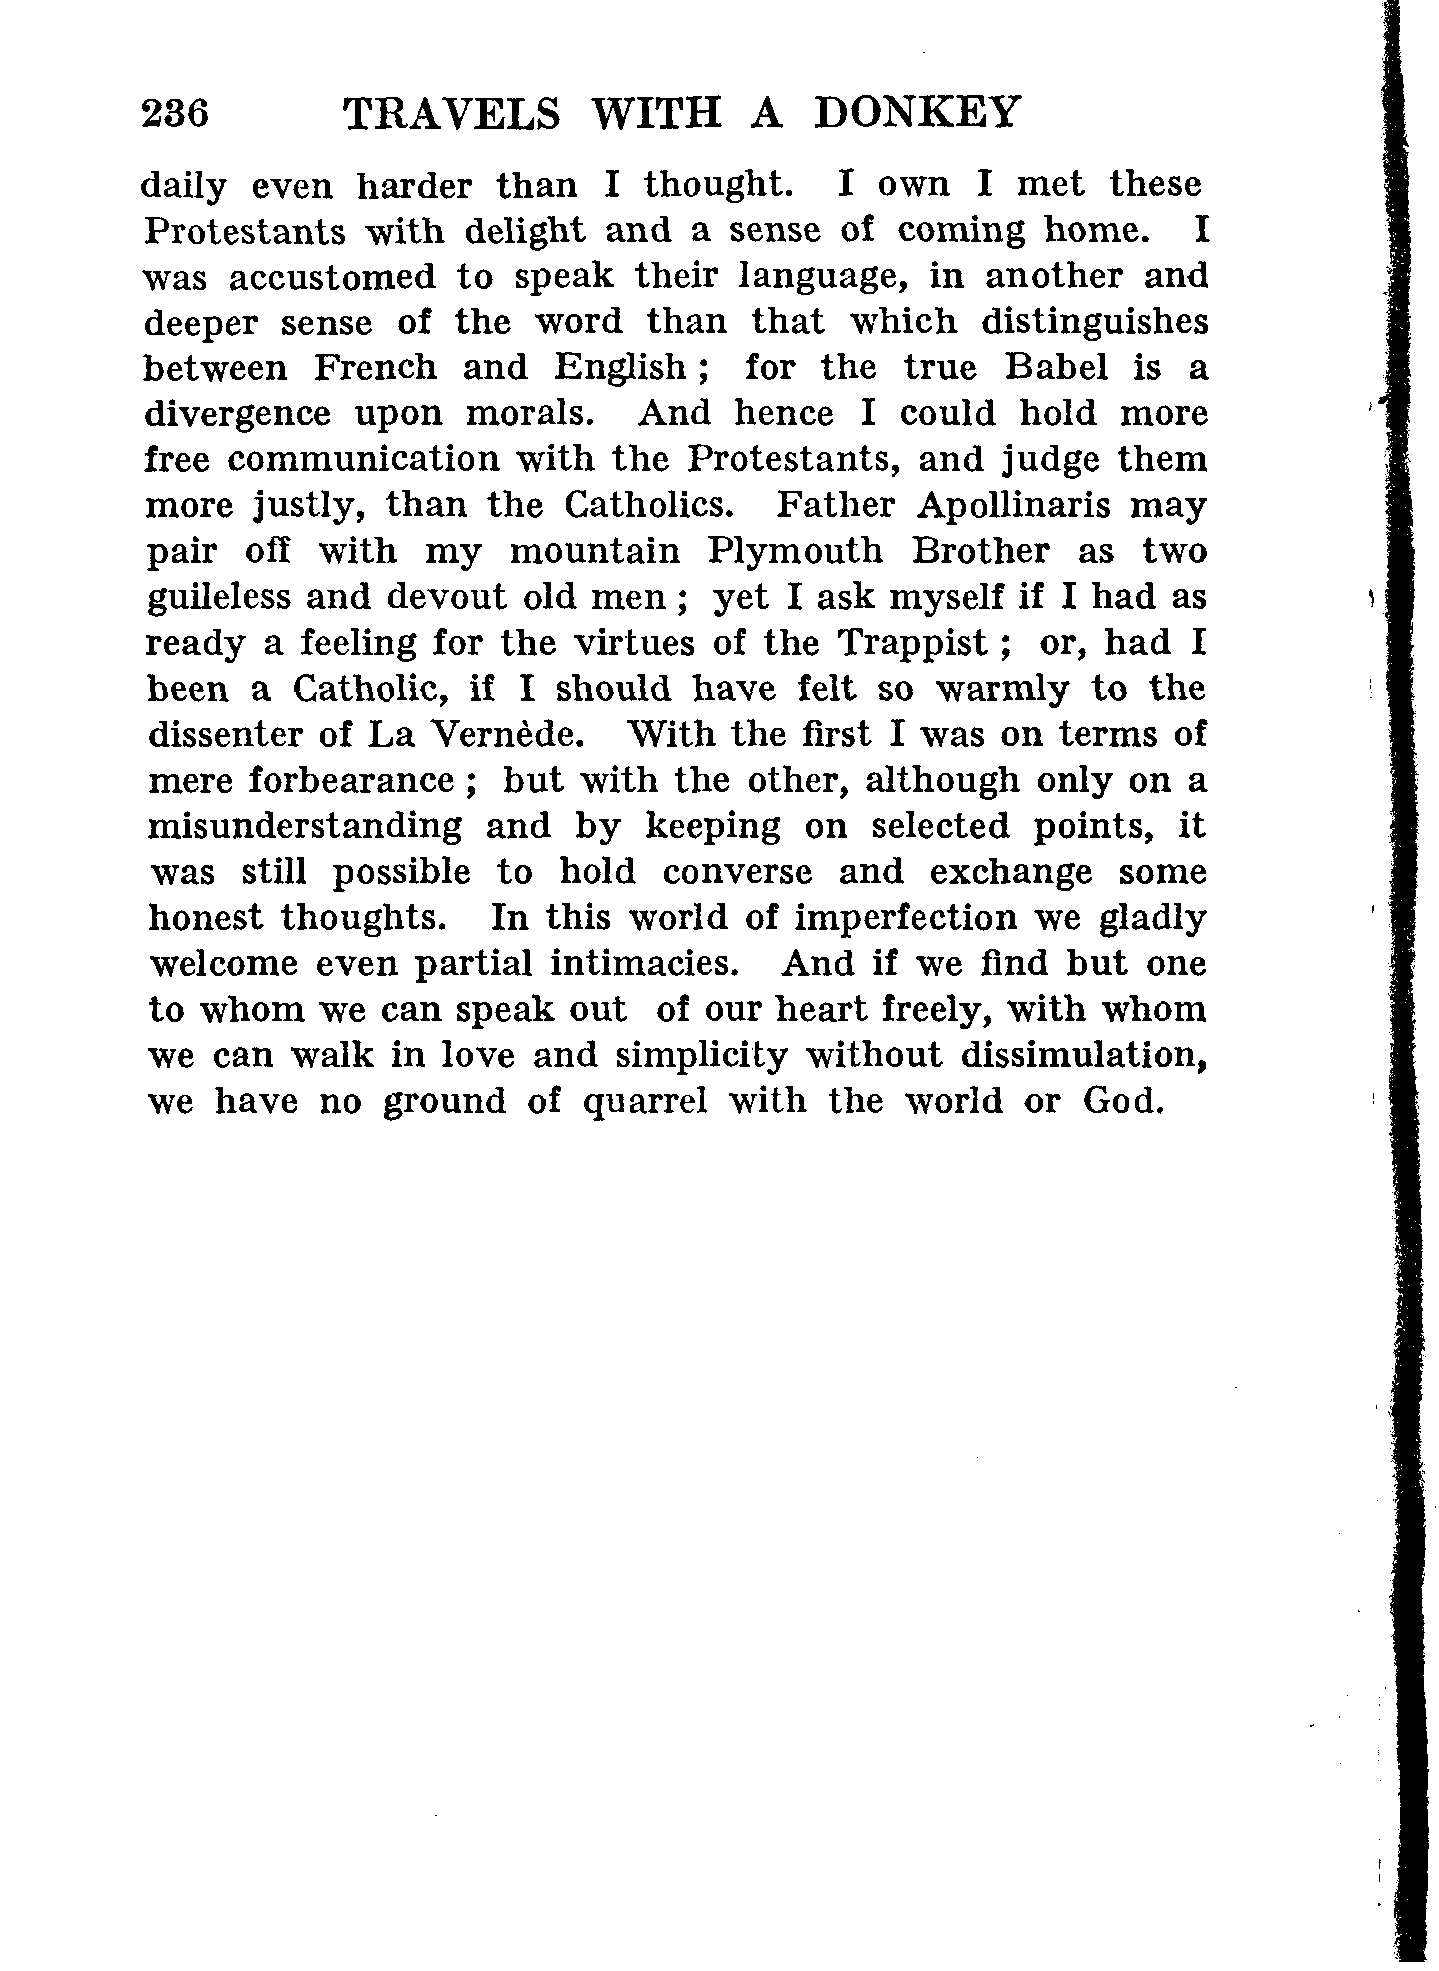 236 TRAVELS WITH A DONKEY
daily even harder than I thought. I own I met these
Protestants with delight and a sense of coming home. I
was accustomed to speak their language, in another and
deeper sense of the word than that which distinguishes
between French and English ; for the true Babel is a
divergence upon morals. And hence I could hold more
free communication with the Protestants, and judge them
more justly, than the Catholics. Father Apollinaris may
pair off with my mountain Plymouth Brother as two
guileless and devout old men ; yet I ask myself if I had as
ready a feeling for the virtues of the Trappist ; or, had I
been a Catholic, if I should have felt so warmly to the
dissenter of La Vernède. With the first I was on terms of
mere forbearance ; but with the other, although only on a
misunderstanding and by keeping on selected points, it
was still possible to hold converse and exchange some
honest thoughts. In this world of imperfection we gladly
welcome even partial intimacies. And if we find but one
to whom we can speak out of our heart freely, with whom
we can walk in love and simplicity without dissimulation,
we have no ground of quarrel with the world or God.